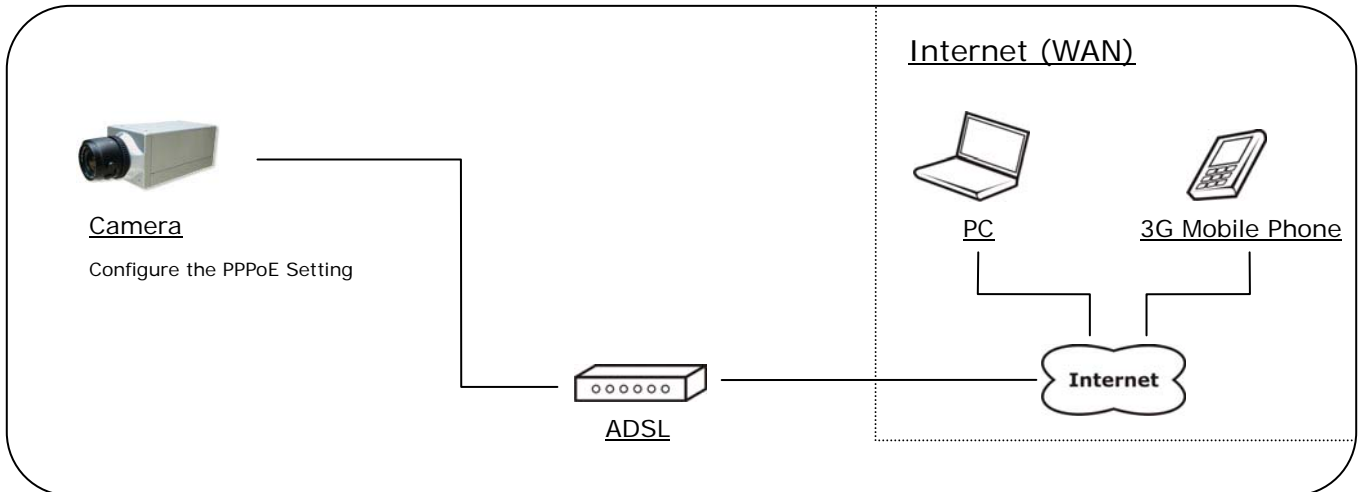 Internet (WAN)
Camera
Configure the PPPoE Setting
PC
3G Mobile Phone
Internet
ADSL